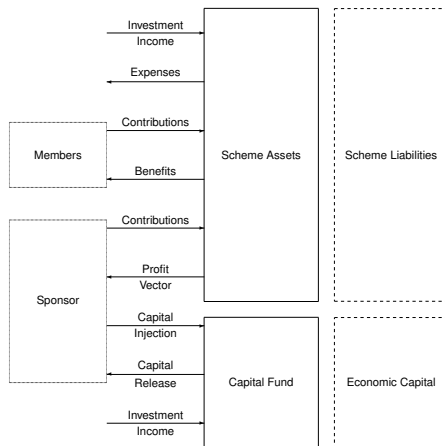 Investment
Income
Expenses
Contributions
Members
Scheme Assets
Scheme Liabilities
Benefits
Contributions
Profit
Vector
Sponsor
Capital
Injection
Capital
Release
Capital Fund
Economic Capital
Investment
Income